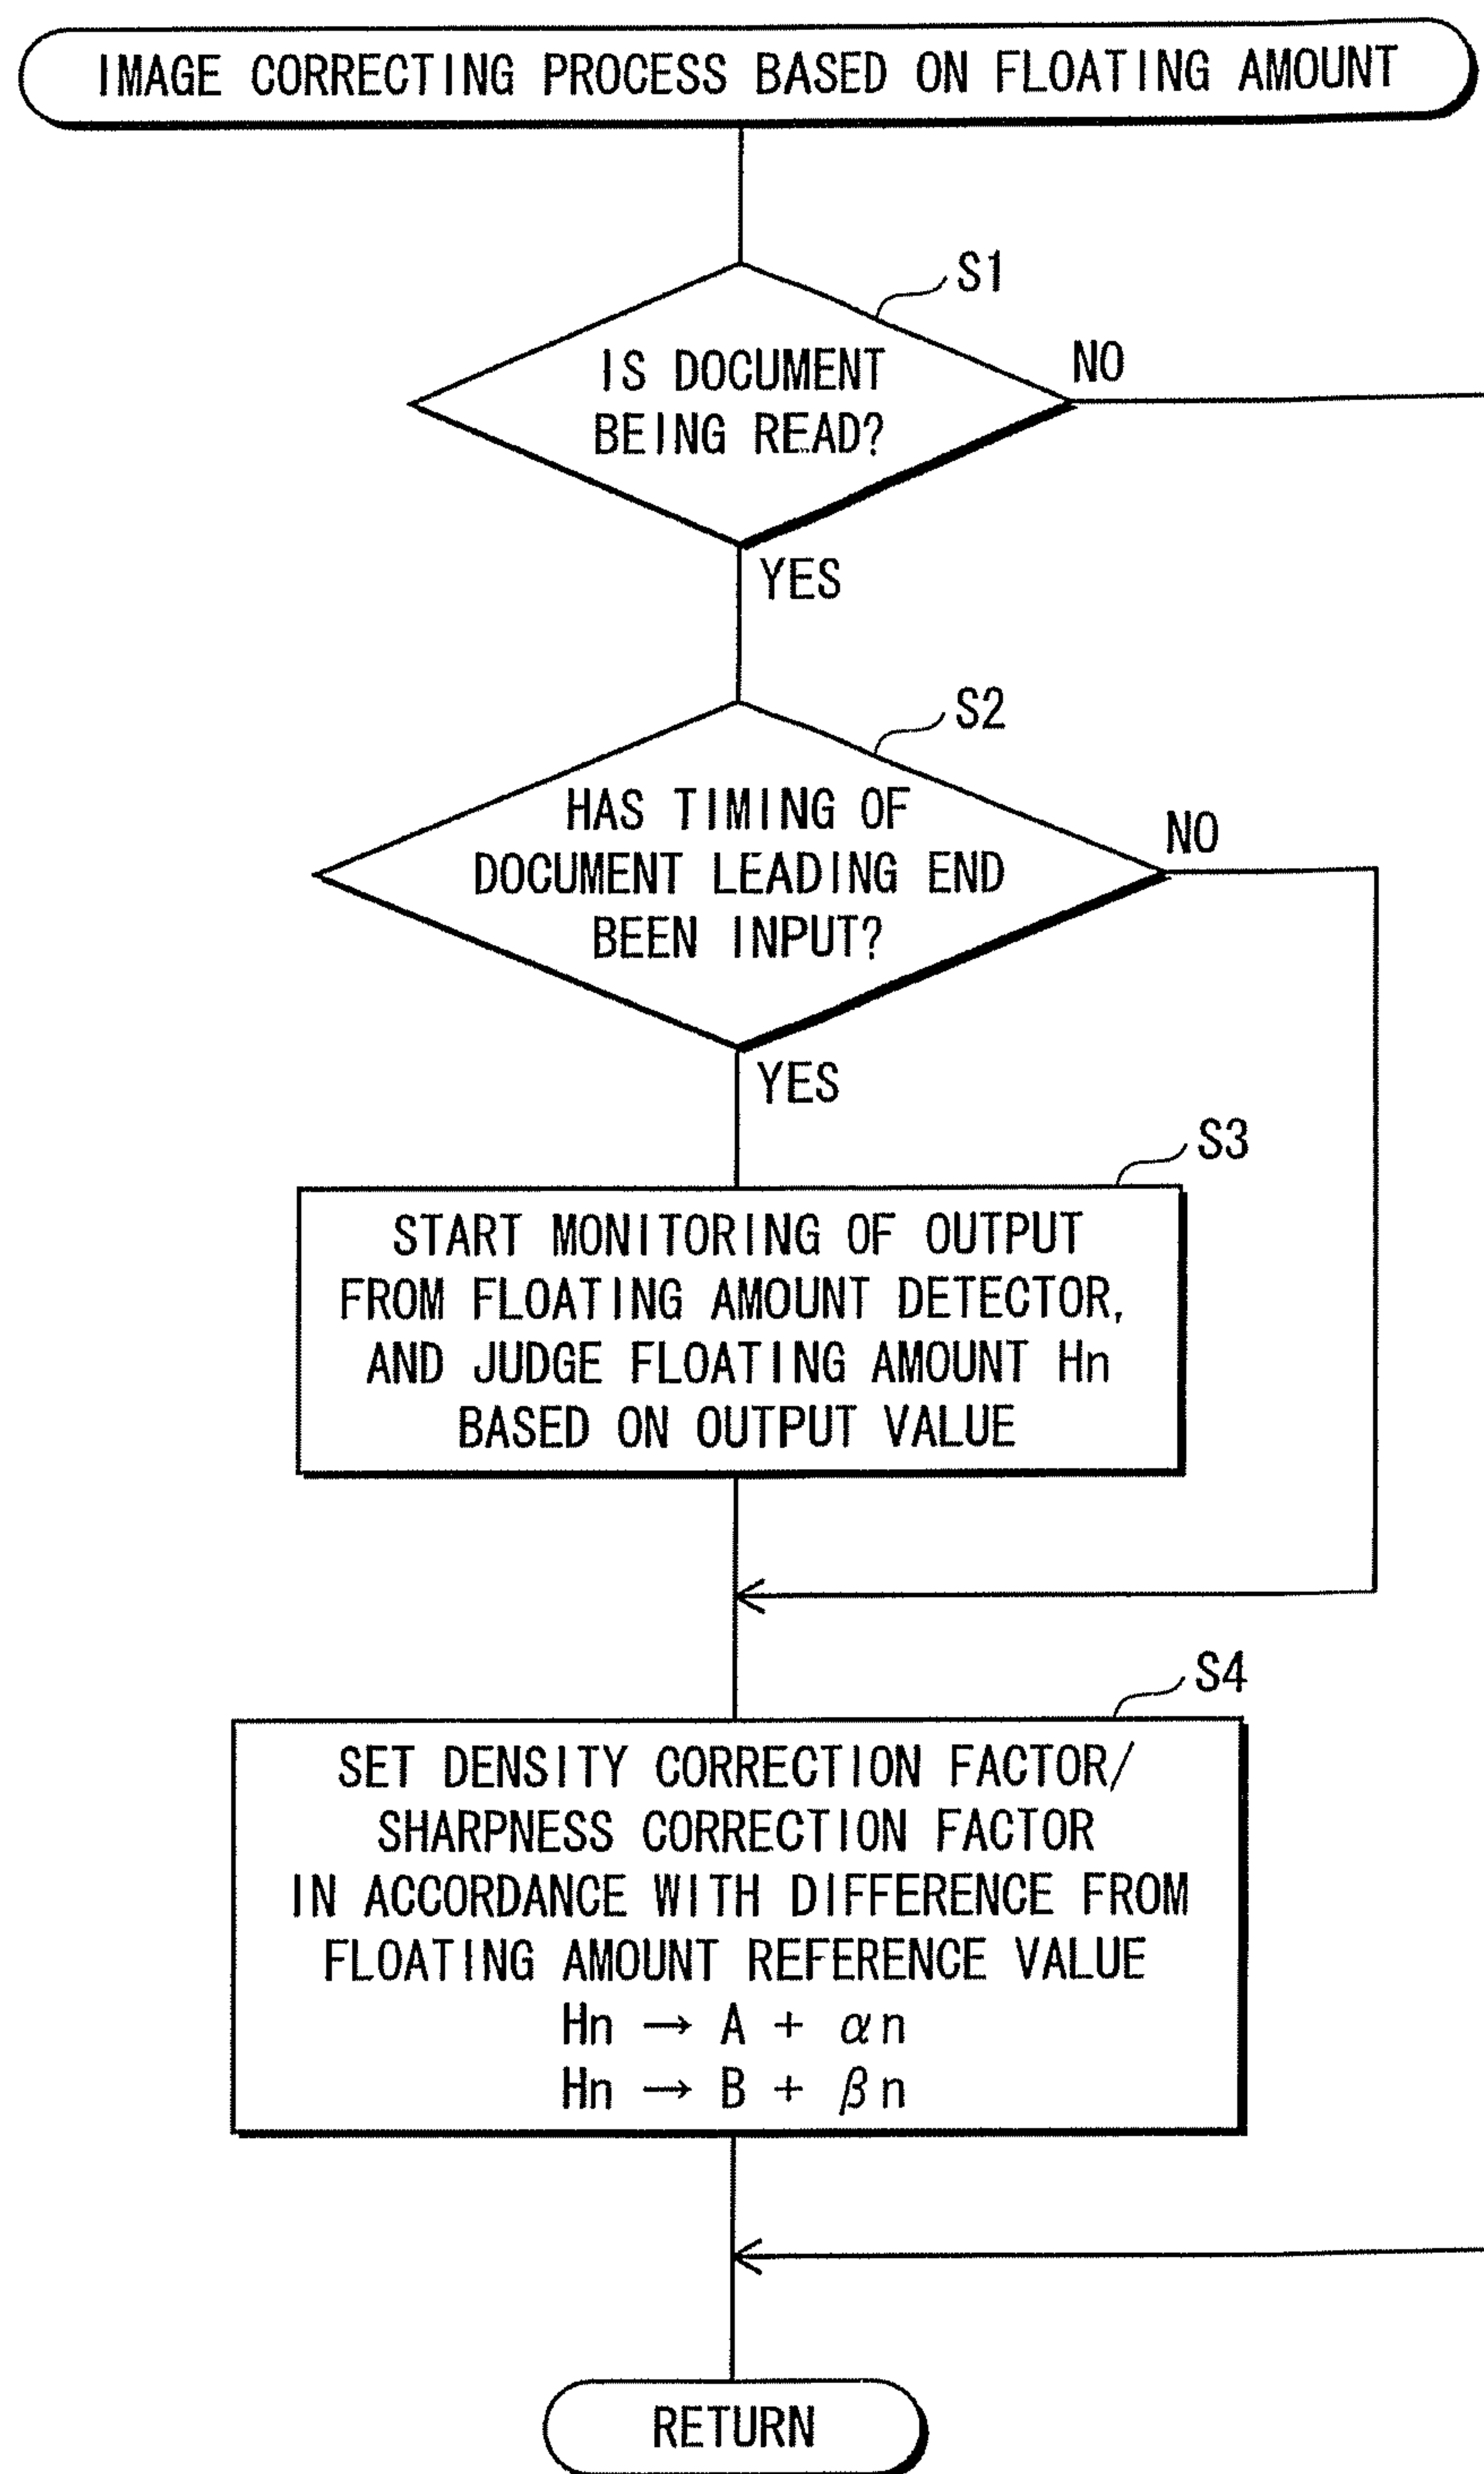 IMAGE CORRECTING PROCESS BASED ON FLOATING AMOUNT
S1
IS DOCUMENT
BEING READ?
NO
YES
S2
HAS TIMING OF
DOCUMENT LEADING END
BEEN INPUT?
NO
YES
S3
START MONITORING OF OUTPUT
FROM FLOATING AMOUNT DETECTOR,
AND JUDGE FLOATING AMOUNT Hn
BASED ON OUTPUT VALUE
S4
SET DENSITY CORRECTION FACTOR/
SHARPNESS CORRECTION FACTOR
IN ACCORDANCE WITH DIFFERENCE FROM
FLOATING AMOUNT REFERENCE VALUE
Hn → A + αn
Hn → B + βn
RETURN